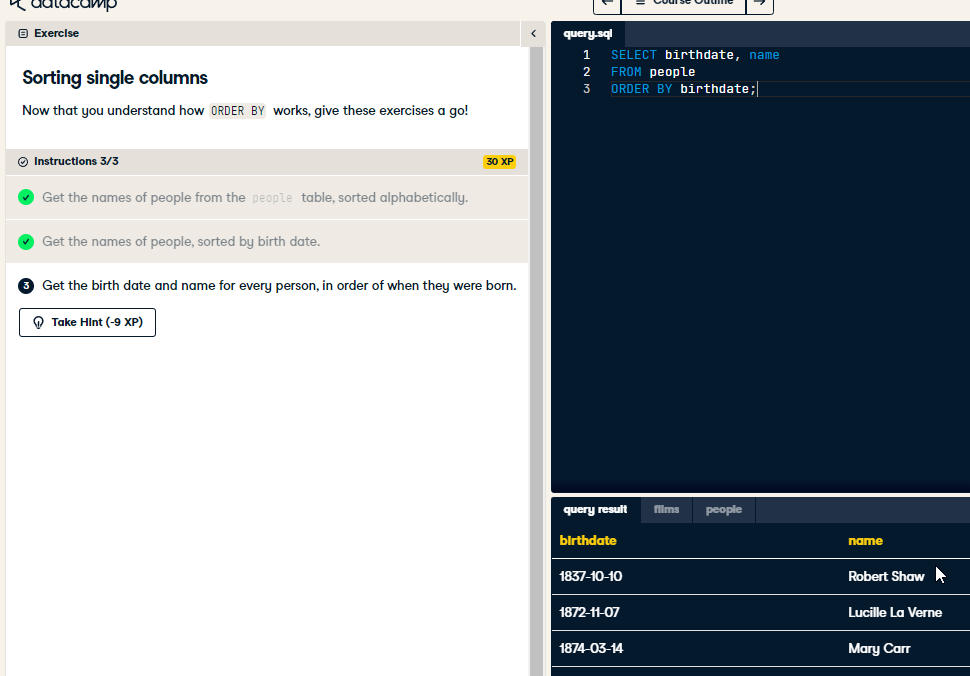 datacamp
Course Outline
Exercise
Sorting single columns
Now that you understand how ORDER BY works, give these exercises a go!
Instructions 3/3
30 XP
Get the names of people from the people table, sorted alphabetically.
Get the names of people, sorted by birth date.
3 Get the birth date and name for every person, in order of when they were born.
Take Hint (-9 XP)
query.sql
1 SELECT birthdate, name
2 FROM people
3 ORDER BY birthdate;
query result films people
birthdate name
1837-10-10 Robert Shaw
1872-11-07 Lucille La Verne
1874-03-14 Mary Carr